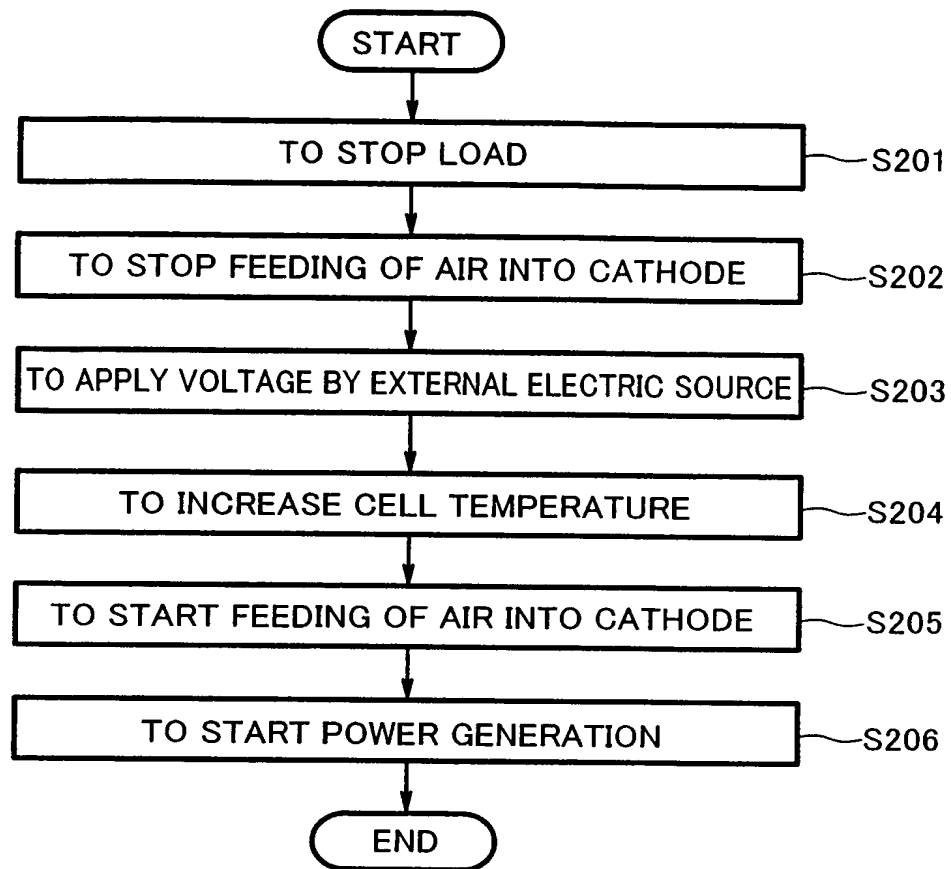 START
TO STOP LOAD
S201
TO STOP FEEDING OF AIR INTO CATHODE
S202
TO APPLY VOLTAGE BY EXTERNAL ELECTRIC SOURCE
S203
TO INCREASE CELL TEMPERATURE
S204
TO START FEEDING OF AIR INTO CATHODE
S205
TO START POWER GENERATION
S206
END